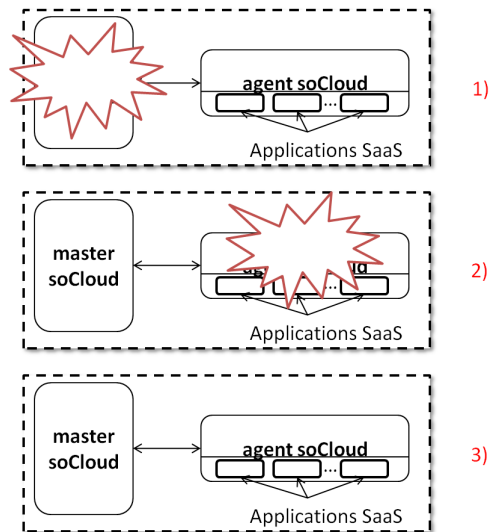 agent soCloud
...
Applications SaaS
1)
master
soCloud
...
Applications SaaS
2)
master
soCloud
agent soCloud
...
Applications SaaS
3)